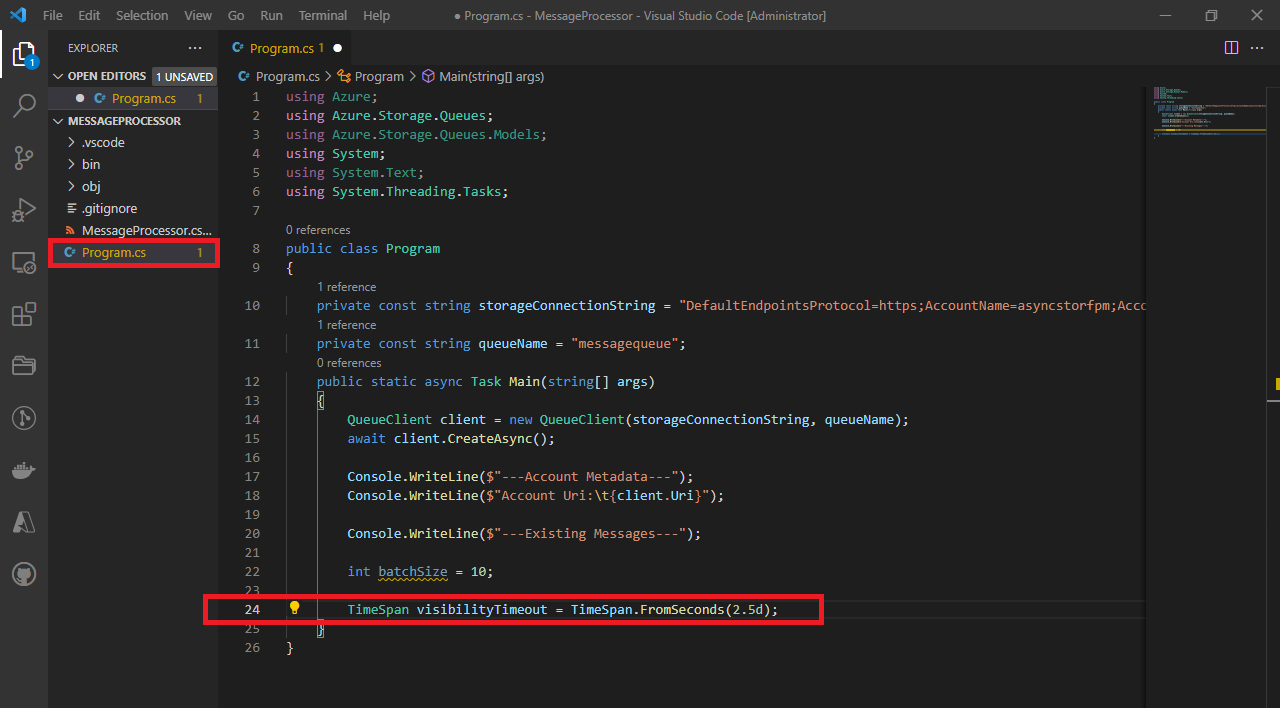 File Edit Selection View Go Run Terminal Help ● Program.cs - MessageProcessor - Visual Studio Code [Administrator]
EXPLORER ···
OPEN EDITORS 1 UNSAVED
Program.cs 1
MESSAGEPROCESSOR
.vscode
bin
obj
.gitignore
MessageProcessor.cs...
Program.cs 1
1
Program.cs 1
Program.cs > Program > Main(string[] args)
1 using Azure;
2 using Azure.Storage.Queues;
3 using Azure.Storage.Queues.Models;
4 using System;
5 using System.Text;
6 using System.Threading.Tasks;
7
0 references
8 public class Program
9 {
1 reference
10 private const string storageConnectionString = "DefaultEndpointsProtocol=https;AccountName=asyncstorfpm;Acco
1 reference
11 private const string queueName = "messagequeue";
0 references
12 public static async Task Main(string[] args)
13 {
14 QueueClient client = new QueueClient(storageConnectionString, queueName);
15 await client.CreateAsync();
16
17 Console.WriteLine($"---Account Metadata---");
18 Console.WriteLine($"Account Uri:\t{client.Uri}");
19
20 Console.WriteLine($"---Existing Messages---");
21
22 int batchSize = 10;
23
24 TimeSpan visibilityTimeout = TimeSpan.FromSeconds(2.5d);
25 }
26 }